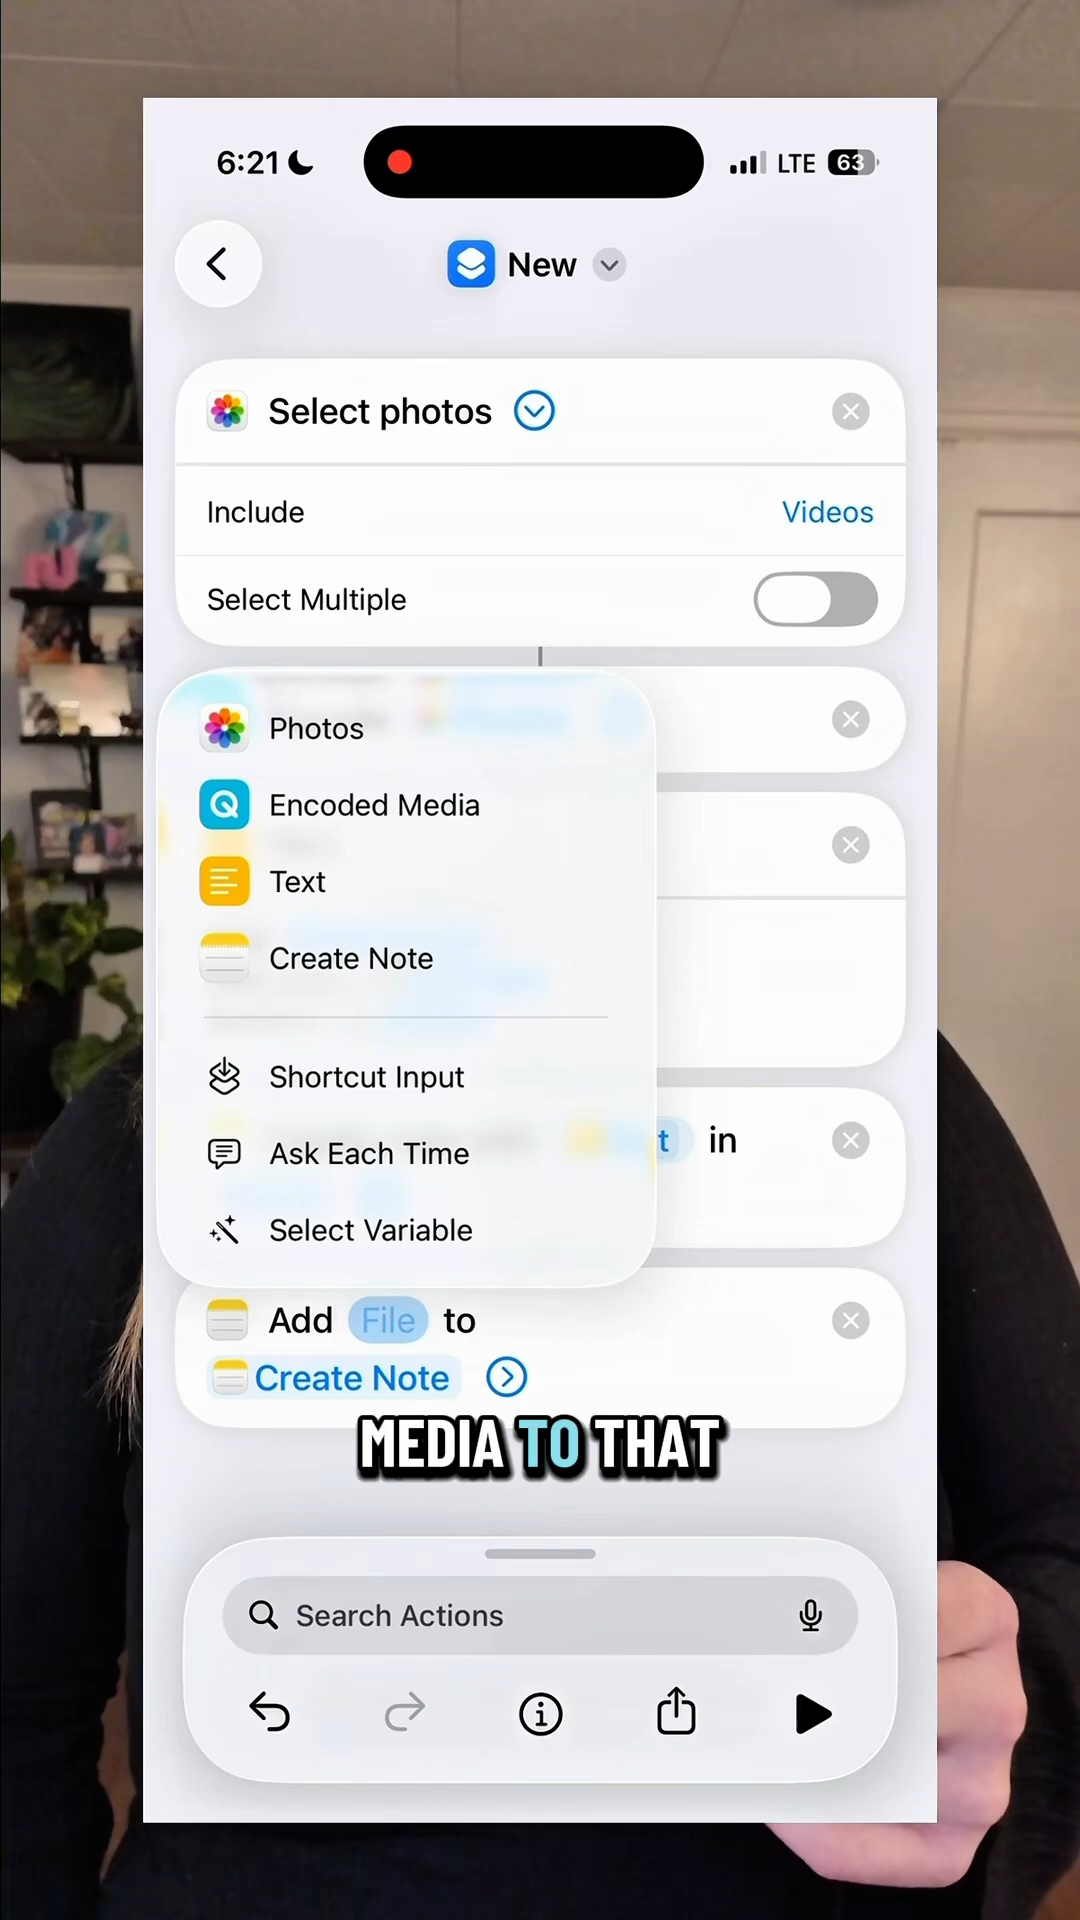 6:21
LTE
63
New
Select photos
Include
Videos
Select Multiple
Photos
Encoded Media
Text
Create Note
Shortcut Input
t in
Ask Each Time
Select Variable
Add File to
Create Note
MEDIA TO THAT
Search Actions